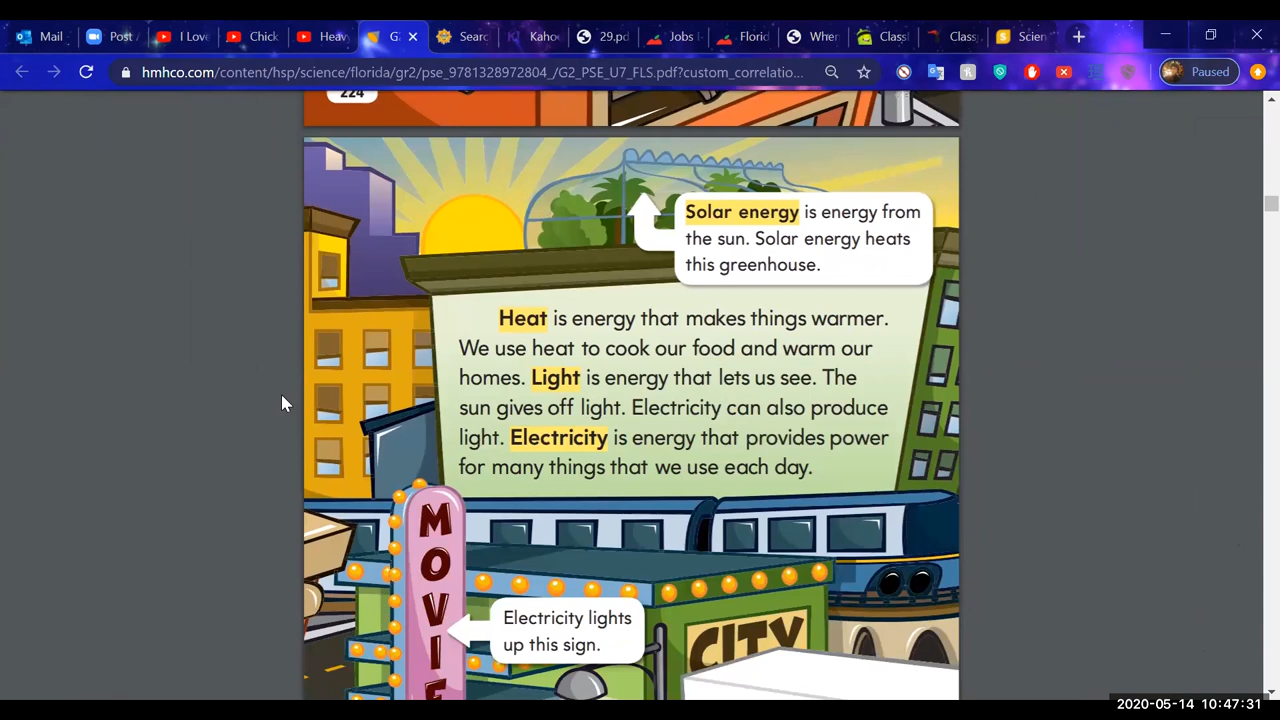 Mail
Post
I Love
Chick
Heav
G2
Searc
Kahoo
29.pd
Jobs I
Florid
When
Class
Class
Scien
hmhco.com/content/hsp/science/florida/gr2/pse_9781328972804_/G2_PSE_U7_FLS.pdf?custom_correlatio...
Paused
224
Solar energy is energy from
the sun. Solar energy heats
this greenhouse.
Heat is energy that makes things warmer.
We use heat to cook our food and warm our
homes. Light is energy that lets us see. The
sun gives off light. Electricity can also produce
light. Electricity is energy that provides power
for many things that we use each day.
MOVIE
Electricity lights
up this sign.
CITY
2020-05-14 10:47:31